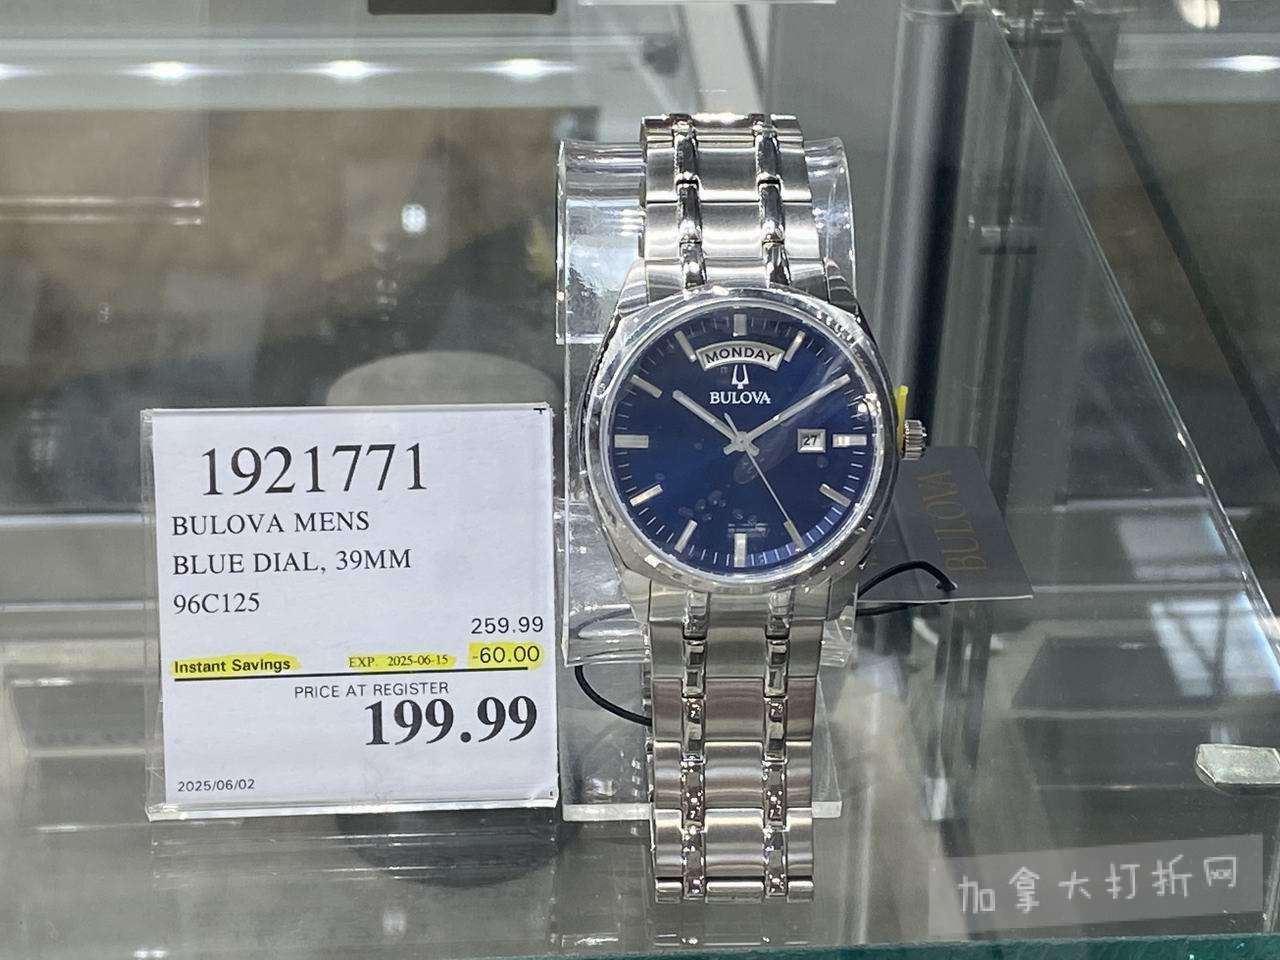 1921771
BULOVA MENS
BLUE DIAL, 39MM
96C125
259.99
Instant Savings EXP. 2025-06-15 -60.00
PRICE AT REGISTER
199.99
2025/06/02
MONDAY
BULOVA
27
BULOVA
加拿大打折网